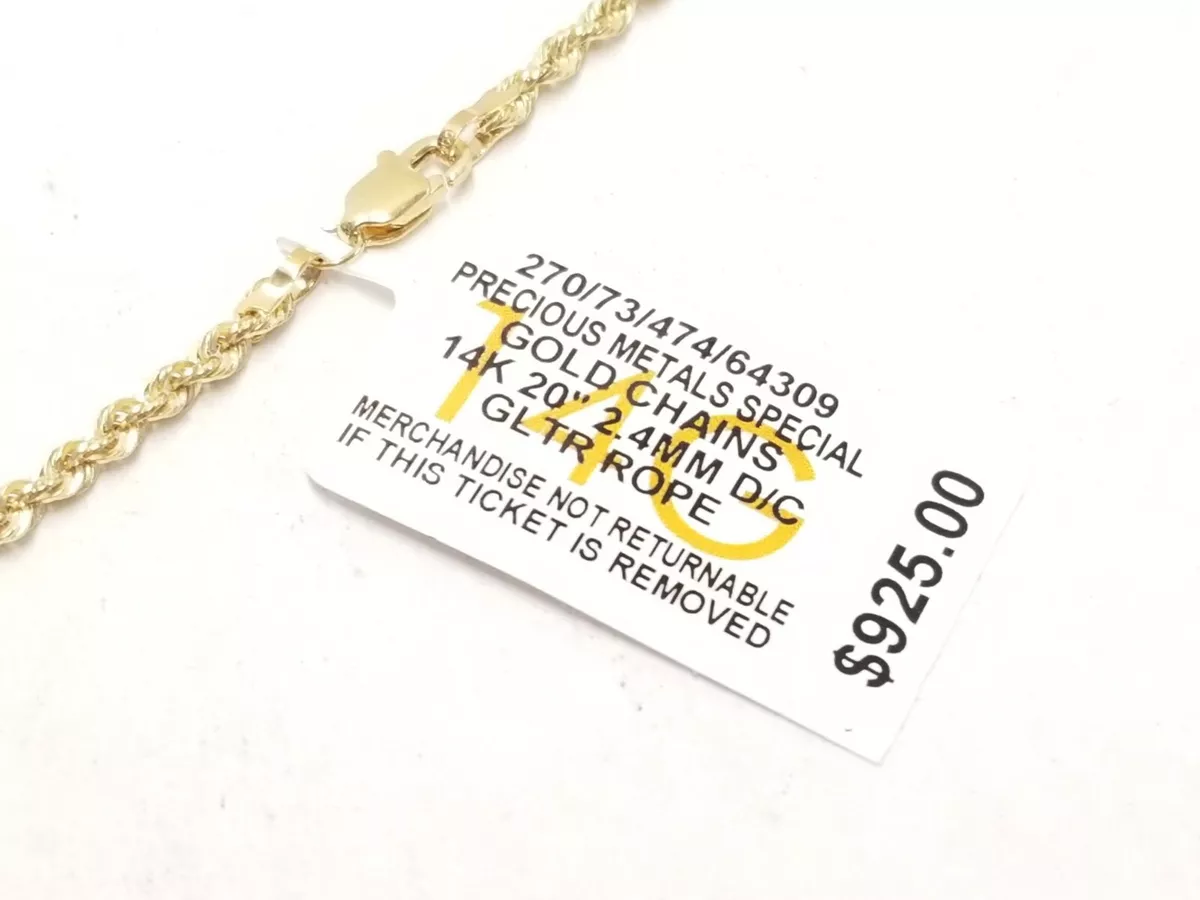 270/73/474/64309
PRECIOUS METALS SPECIAL
GOLD CHAINS
14K 20" 2.4MM D/C
GLTR ROPE
MERCHANDISE NOT RETURNABLE
IF THIS TICKET IS REMOVED
14G
$925.00